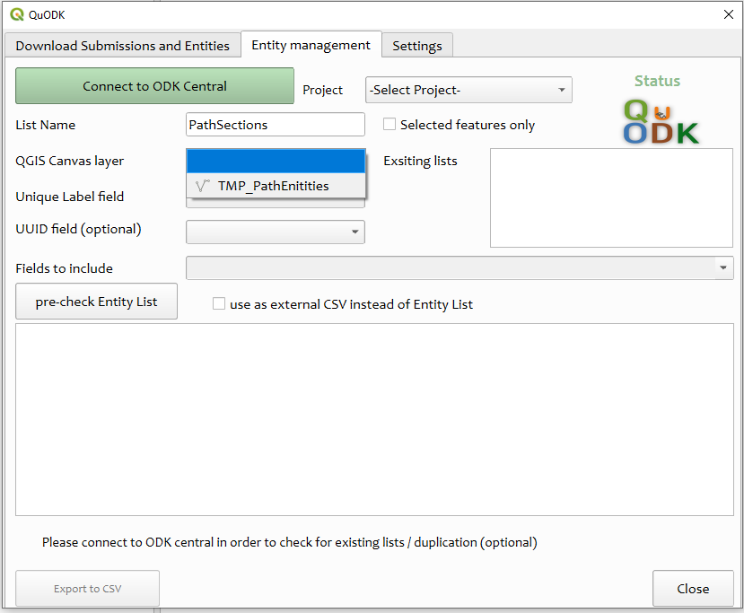 QuODK
Download Submissions and Entities
Entity management
Settings
Connect to ODK Central
Project
-Select Project-
Status
QU
ODK
List Name
PathSections
Selected features only
QGIS Canvas layer
TMP_PathEnitities
Exsiting lists
Unique Label field
UUID field (optional)
Fields to include
pre-check Entity List
use as external CSV instead of Entity List
Please connect to ODK central in order to check for existing lists / duplication (optional)
Export to CSV
Close